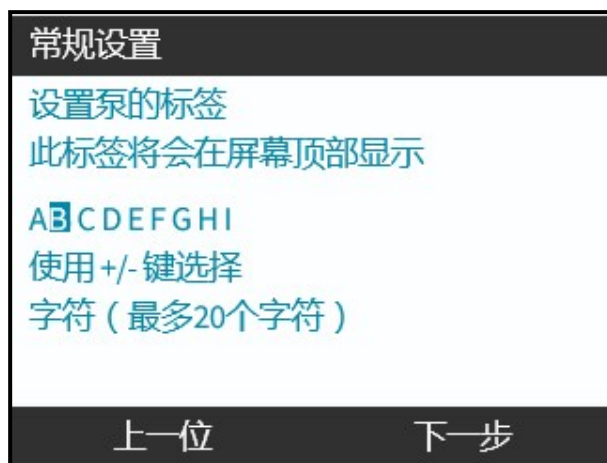 常规设置
设置泵的标签
此标签将会在屏幕顶部显示
A B C D E F G H I
使用 +/- 键选择
字符（最多20个字符）
上一位 下一步